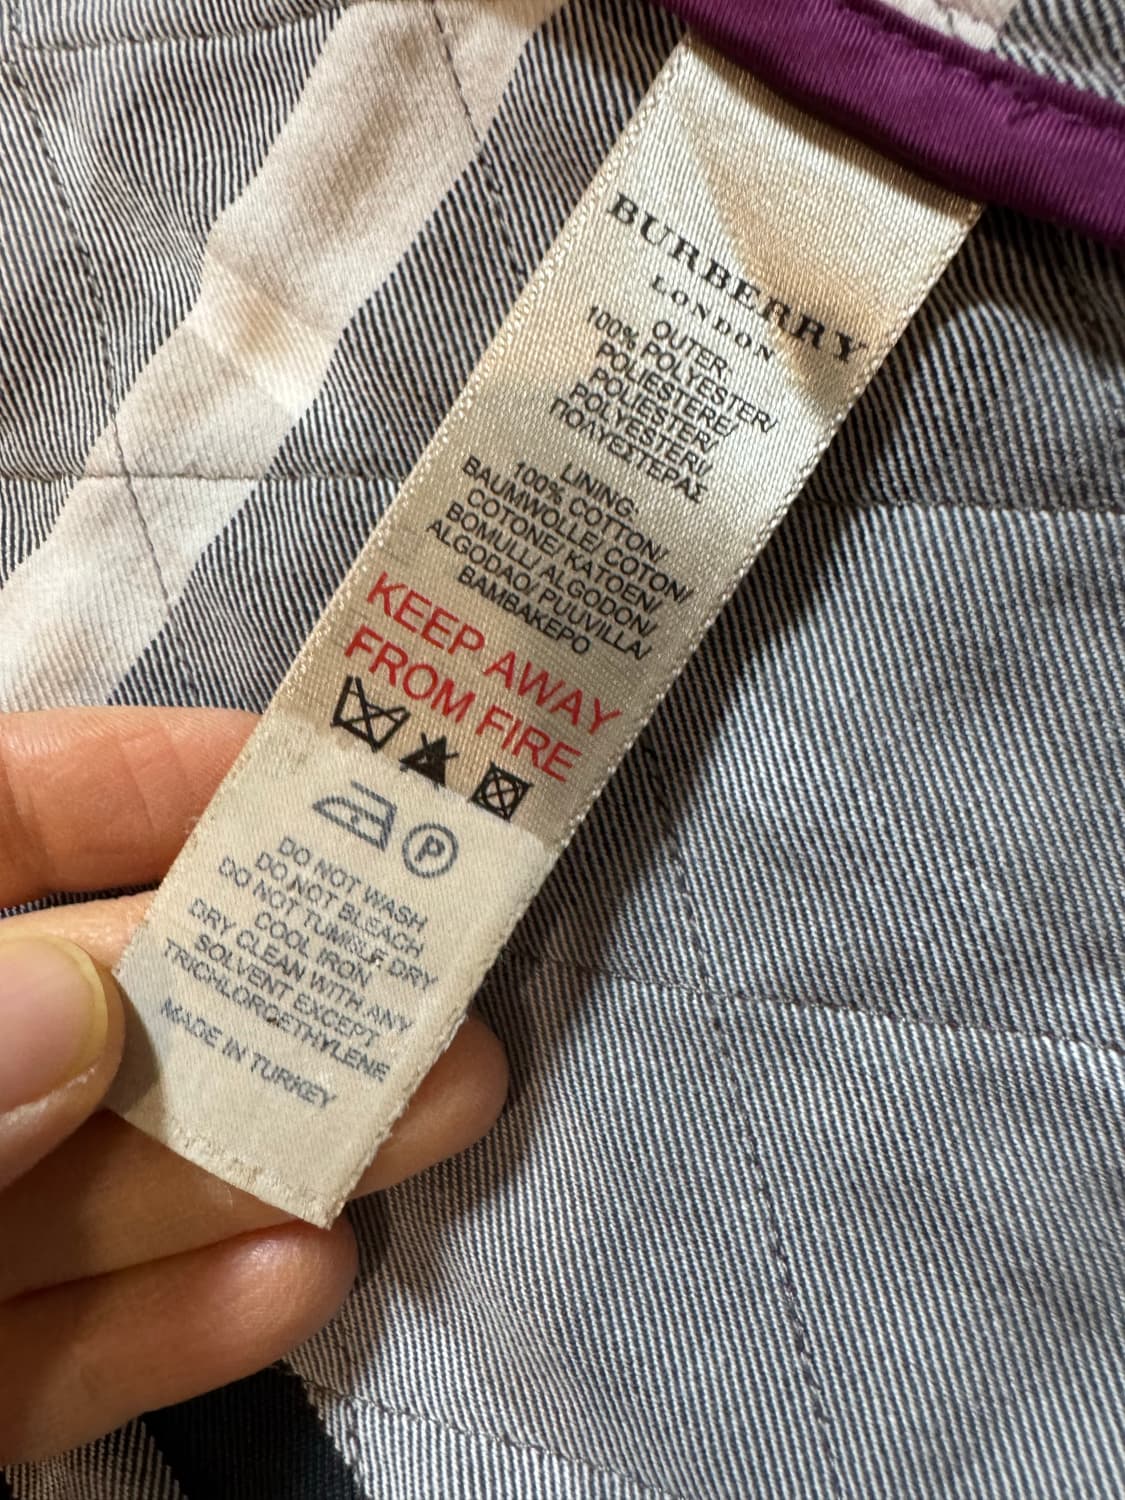 BURBERRY
LONDON
OUTER.
100% POLYESTER/
POLIESTERE/
POLIESTER/
POLYESTERI/
ΠΟΛΥΕΣΤΕΡΑΣ
LINING.
100% COTTON/
BAUMWOLLE/ COTON/
COTONE/ KATOEN/
BOMULL/ ALGODON/
ALGODAO/ PUUVILLA/
BAMBAKEPO
KEEP AWAY
FROM FIRE
P
DO NOT WASH
DO NOT BLEACH
DO NOT TUMBLE DRY
COOL IRON
DRY CLEAN WITH ANY
SOLVENT EXCEPT
TRICHLOROETHYLENE
MADE IN TURKEY